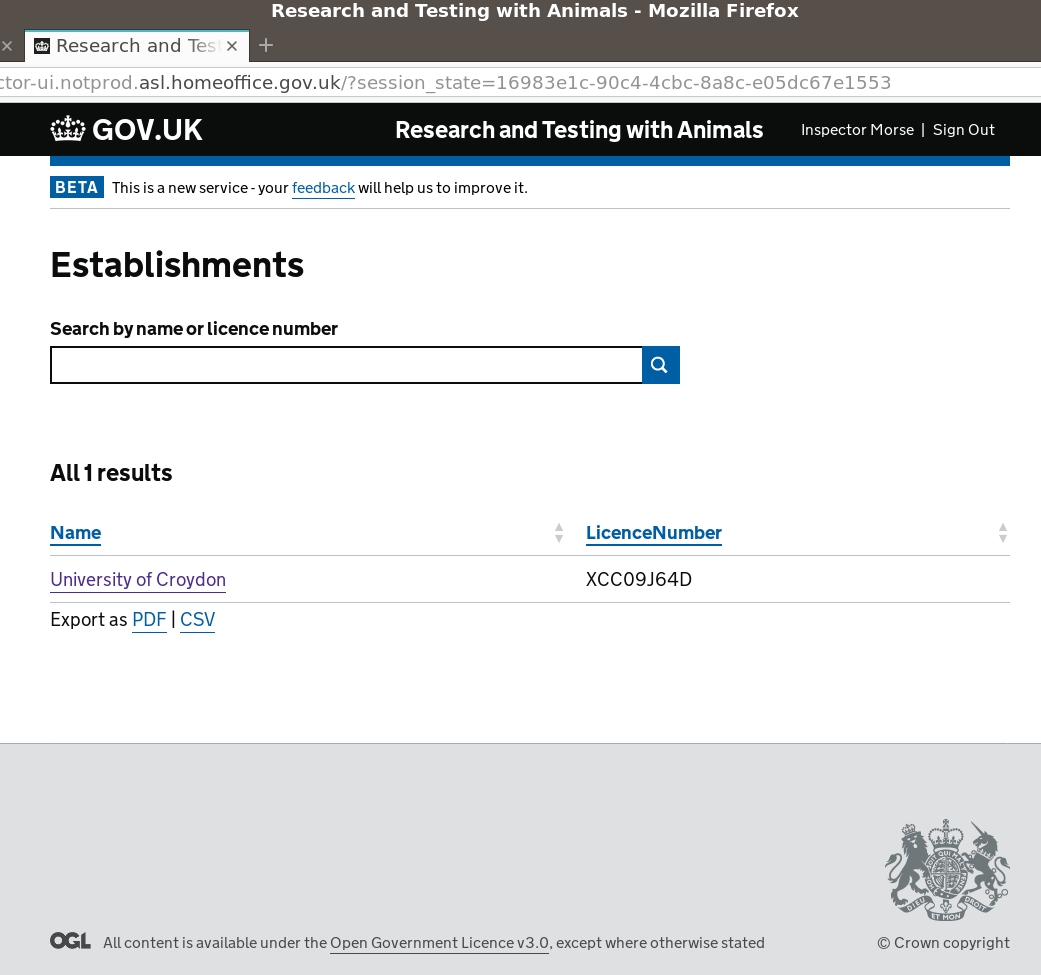 Research and Testing with Animals - Mozilla Firefox
Research and Test
ctor-ui.notprod.asl.homeoffice.gov.uk/?session_state=16983e1c-90c4-4cbc-8a8c-e05dc67e1553
GOV.UK Research and Testing with Animals Inspector Morse | Sign Out
BETA This is a new service - your feedback will help us to improve it.
Establishments
Search by name or licence number
All 1 results
Name LicenceNumber
University of Croydon XCC09J64D
Export as PDF | CSV
DIEU ET MON DROIT
OGL All content is available under the Open Government Licence v3.0, except where otherwise stated © Crown copyright